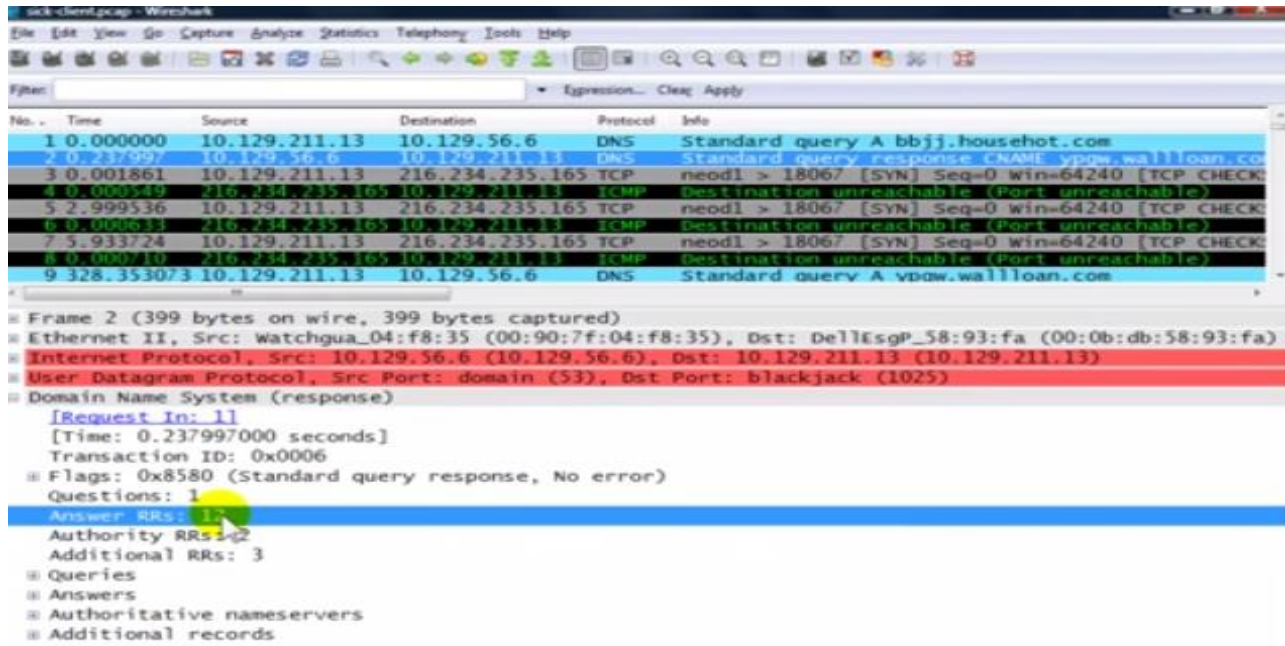 sick-client.pcap - Wireshark
File Edit View Go Capture Analyze Statistics Telephony Tools Help
Filter: Expression... Clear Apply
No. . Time Source Destination Protocol Info
1 0.000000 10.129.211.13 10.129.56.6 DNS Standard query A bbjj.househot.com
2 0.237997 10.129.56.6 10.129.211.13 DNS Standard query response CNAME ypgw.wallloan.co
3 0.001861 10.129.211.13 216.234.235.165 TCP neod1 > 18067 [SYN] Seq=0 Win=64240 [TCP CHECK
4 0.000549 216.234.235.165 10.129.211.13 ICMP Destination unreachable (Port unreachable)
5 2.999536 10.129.211.13 216.234.235.165 TCP neod1 > 18067 [SYN] Seq=0 Win=64240 [TCP CHECK
6 0.000633 216.234.235.165 10.129.211.13 ICMP Destination unreachable (Port unreachable)
7 5.933724 10.129.211.13 216.234.235.165 TCP neod1 > 18067 [SYN] Seq=0 Win=64240 [TCP CHECK
8 0.000710 216.234.235.165 10.129.211.13 ICMP Destination unreachable (Port unreachable)
9 328.353073 10.129.211.13 10.129.56.6 DNS Standard query A ypgw.wallloan.com
Frame 2 (399 bytes on wire, 399 bytes captured)
Ethernet II, Src: Watchgua_04:f8:35 (00:90:7f:04:f8:35), Dst: DellEsgP_58:93:fa (00:0b:db:58:93:fa)
Internet Protocol, Src: 10.129.56.6 (10.129.56.6), Dst: 10.129.211.13 (10.129.211.13)
User Datagram Protocol, Src Port: domain (53), Dst Port: blackjack (1025)
Domain Name System (response)
[Request In: 1]
[Time: 0.237997000 seconds]
Transaction ID: 0x0006
Flags: 0x8580 (Standard query response, No error)
Questions: 1
Answer RRs: 12
Authority RRs: 2
Additional RRs: 3
Queries
Answers
Authoritative nameservers
Additional records